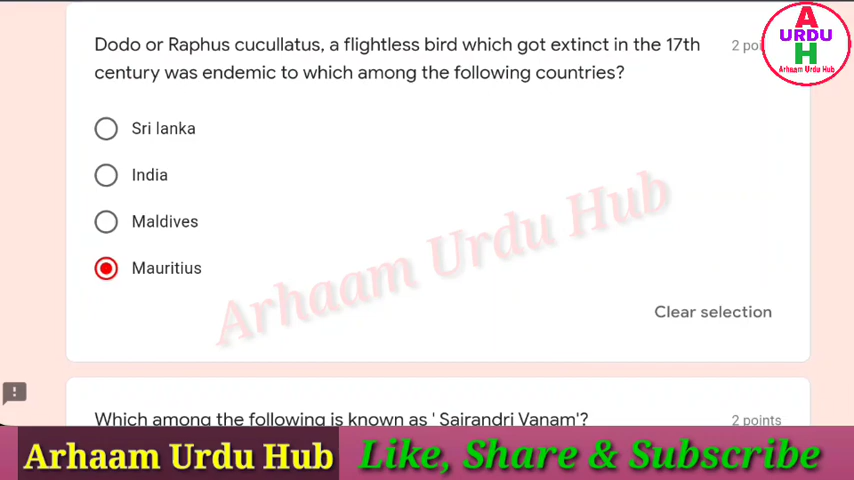 Dodo or Raphus cucullatus, a flightless bird which got extinct in the 17th
century was endemic to which among the following countries?
2 poi
A
URDU
H
Arhaam Urdu Hub
Sri lanka
India
Maldives
Mauritius
Arhaam Urdu Hub
Clear selection
Which among the following is known as ' Sairandri Vanam'?
2 points
Arhaam Urdu Hub
Like, Share & Subscribe